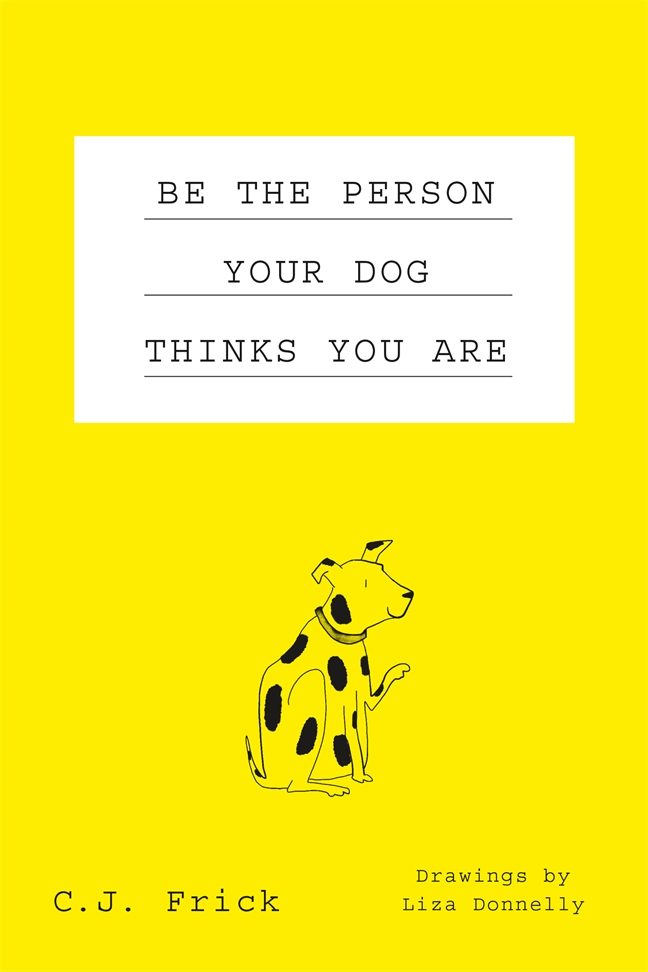 BE THE PERSON
YOUR DOG
THINKS YOU ARE
C.J. Frick
Drawings by
Liza Donnelly